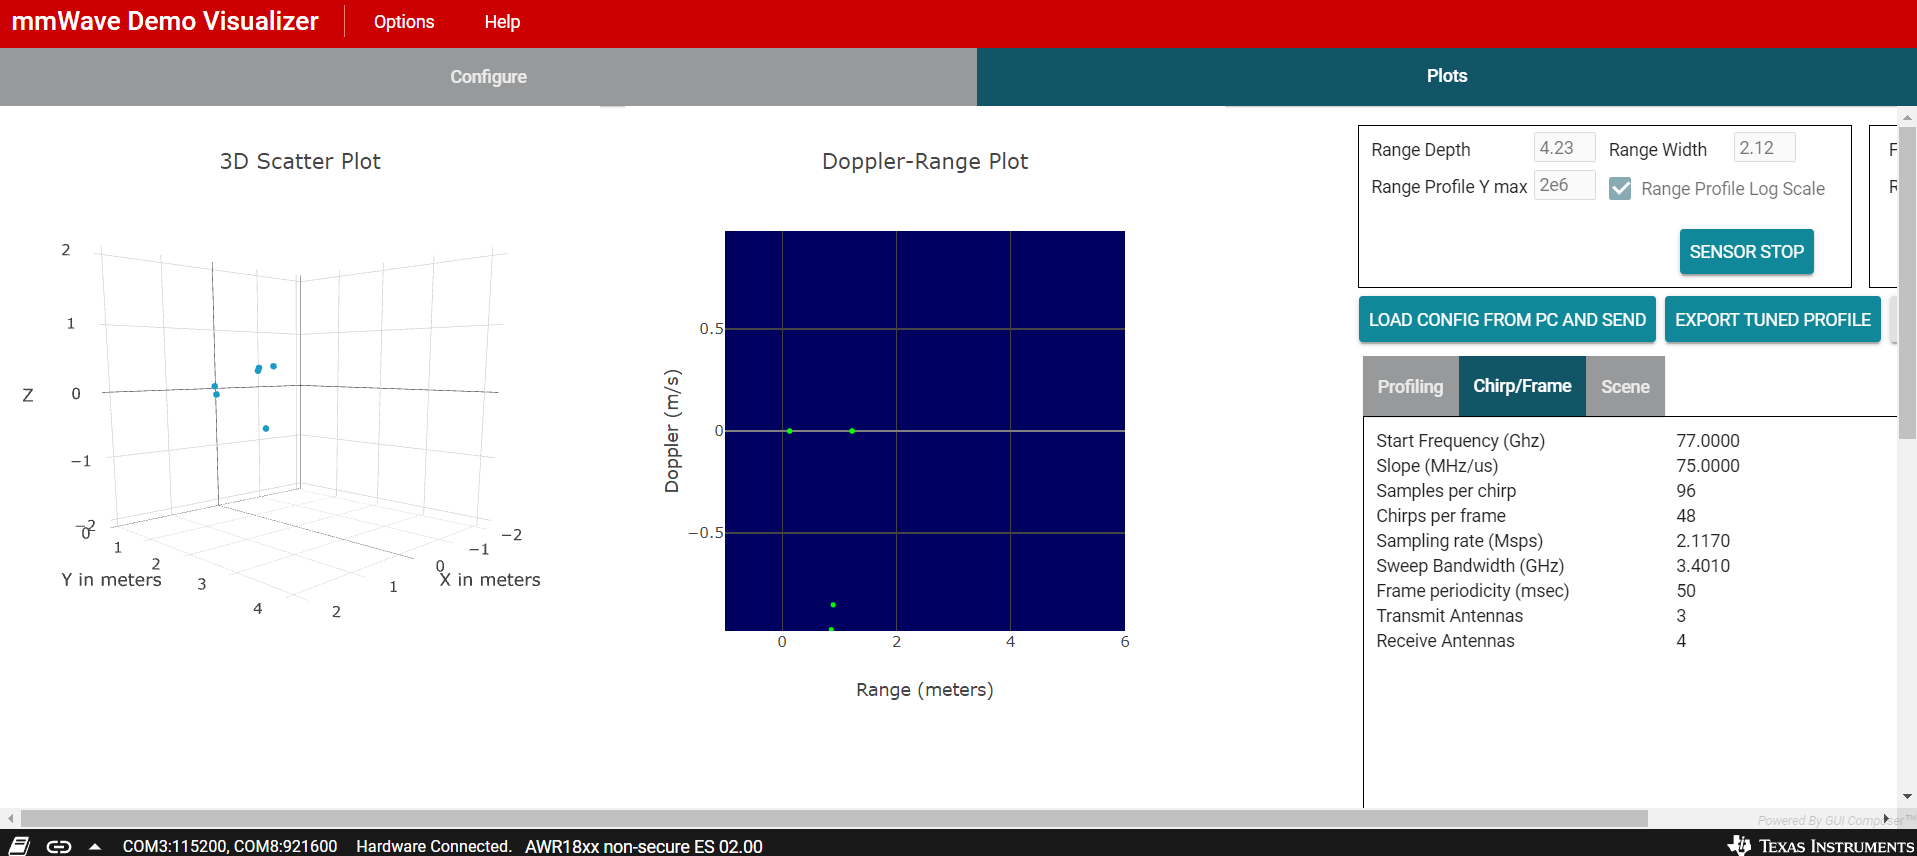 mmWave Demo Visualizer
Options
Help
Configure
Plots
3D Scatter Plot
2
1
Z
0
−1
−2
0
1
2
3
4
Y in meters
2
1
0
−1
−2
X in meters
Doppler-Range Plot
Doppler (m/s)
0.5
0
−0.5
0
2
4
6
Range (meters)
Range Depth 4.23 Range Width 2.12
Range Profile Y max 2e6 Range Profile Log Scale
SENSOR STOP
LOAD CONFIG FROM PC AND SEND
EXPORT TUNED PROFILE
Profiling
Chirp/Frame
Scene
Start Frequency (Ghz) 77.0000
Slope (MHz/us) 75.0000
Samples per chirp 96
Chirps per frame 48
Sampling rate (Msps) 2.1170
Sweep Bandwidth (GHz) 3.4010
Frame periodicity (msec) 50
Transmit Antennas 3
Receive Antennas 4
Powered By GUI Composer™
COM3:115200, COM8:921600 Hardware Connected. AWR18xx non-secure ES 02.00
TEXAS INSTRUMENTS